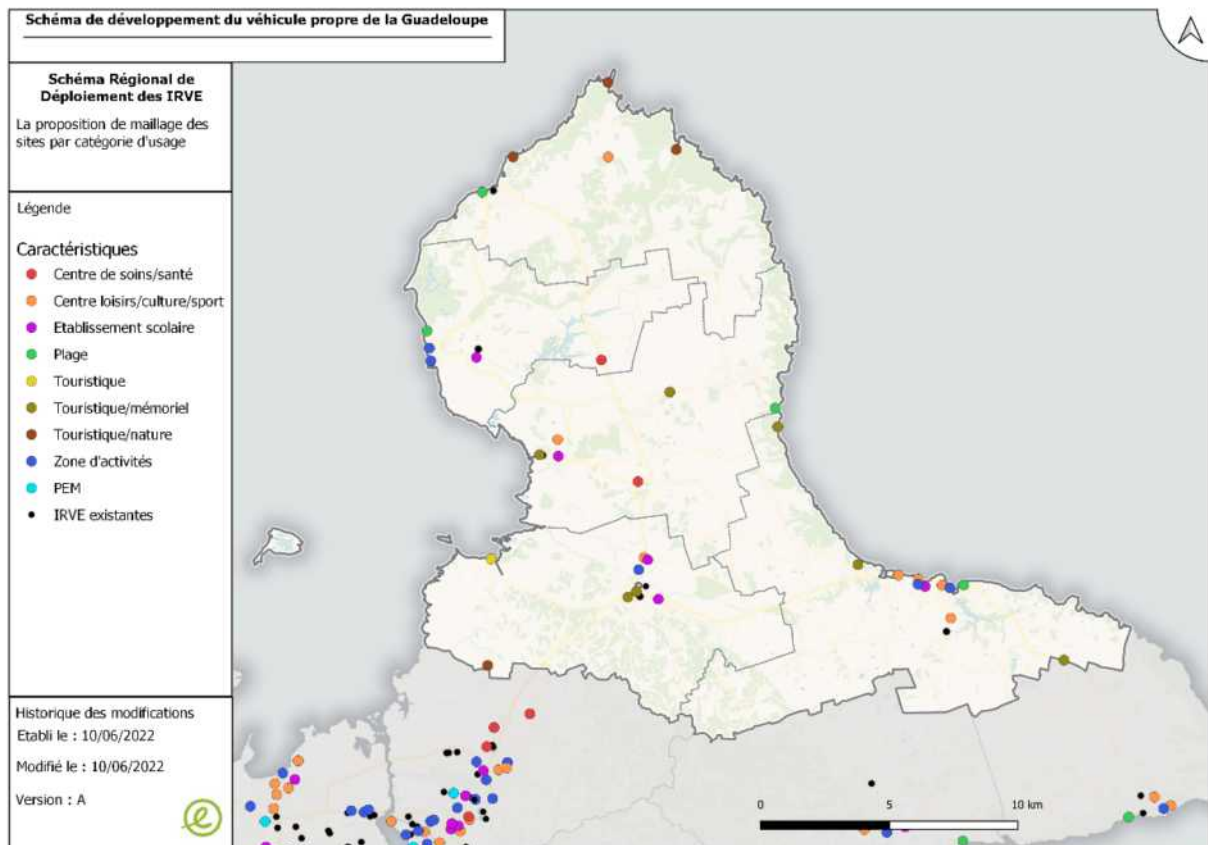 Schéma de développement du véhicule propre de la Guadeloupe
Schéma Régional de
Déploiement des IRVE
La proposition de maillage des
sites par catégorie d'usage
Légende
Caractéristiques
Centre de soins/santé
Centre loisirs/culture/sport
Etablissement scolaire
Plage
Touristique
Touristique/mémoriel
Touristique/nature
Zone d'activités
PEM
IRVE existantes
Historique des modifications
Etabli le : 10/06/2022
Modifié le : 10/06/2022
Version : A
0 5 10 km